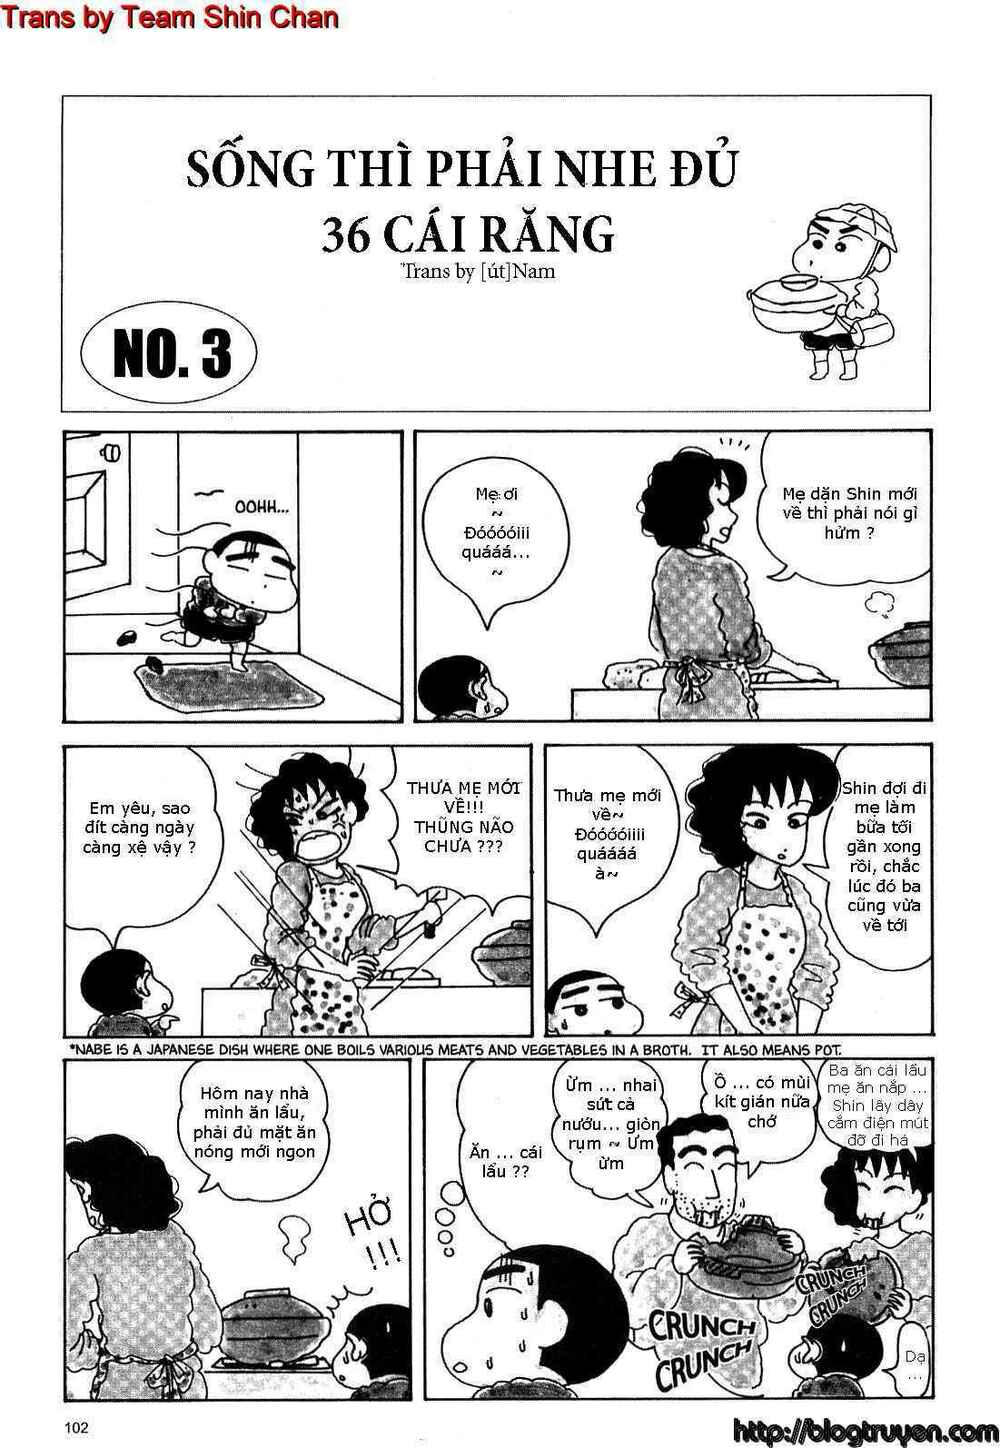 Trans by Team Shin Chan
SỐNG THÌ PHẢI NHE ĐỦ
36 CÁI RĂNG
Trans by [út]Nam
NO. 3
OOHH...
Mẹ ơi
~
Đóóóóiii
quááá...
~
Mẹ dặn Shin mới
về thì phải nói gì
hửm ?
Em yêu, sao
đít càng ngày
càng xệ vậy ?
THƯA MẸ MỚI
VỀ!!!
THŨNG NÃO
CHƯA ???
Thưa mẹ mới
về~
Đóóóóiiii
quáááá
à~
Shin đợi đi
mẹ làm
bữa tối
gần xong
rồi, chắc
lúc đó ba
cũng vừa
về tới
*NABE IS A JAPANESE DISH WHERE ONE BOILS VARIOUS MEATS AND VEGETABLES IN A BROTH. IT ALSO MEANS POT.
Hôm nay nhà
mình ăn lẩu,
phải đủ mặt ăn
nóng mới ngon
HỞ
!!!
Ăn ... cái
lẩu ??
Ừm ... nhai
sứt cả
nướu... giòn
rụm ~ Ừm
ừm
Ồ ... có mùi
kít gián nữa
chớ
Ba ăn cái lẩu
mẹ ăn nắp ...
Shin lấy dây
cắm điện mút
đỡ đi há
CRUNCH
CRUNCH
CRUNCH
CRUNCH
Dạ
...
102
http://blogtruyen.com